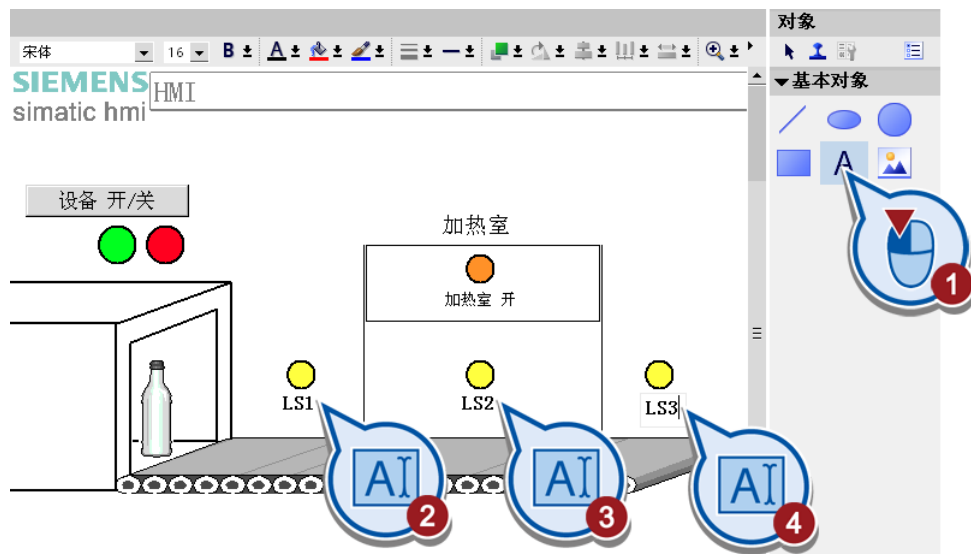 对象
宋体 16 B A
SIEMENS
simatic hmi
HMI
基本对象
A
设备 开/关
加热室
加热室 开
1
LS1
LS2
LS3
A
A
A
2
3
4